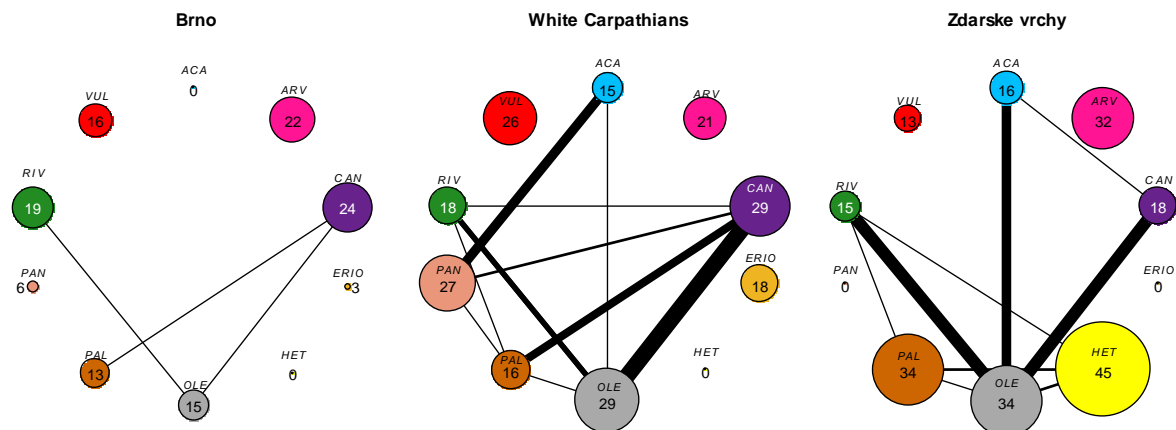 Brno
ACA
0
VUL
16
ARV
22
RIV
19
CAN
24
PAN
6
ERIO
3
PAL
13
HET
0
OLE
15
White Carpathians
ACA
15
VUL
26
ARV
21
RIV
18
CAN
29
PAN
27
ERIO
18
PAL
16
HET
0
OLE
29
Zdarske vrchy
ACA
16
VUL
13
ARV
32
RIV
15
CAN
18
PAN
0
ERIO
0
PAL
34
HET
45
OLE
34